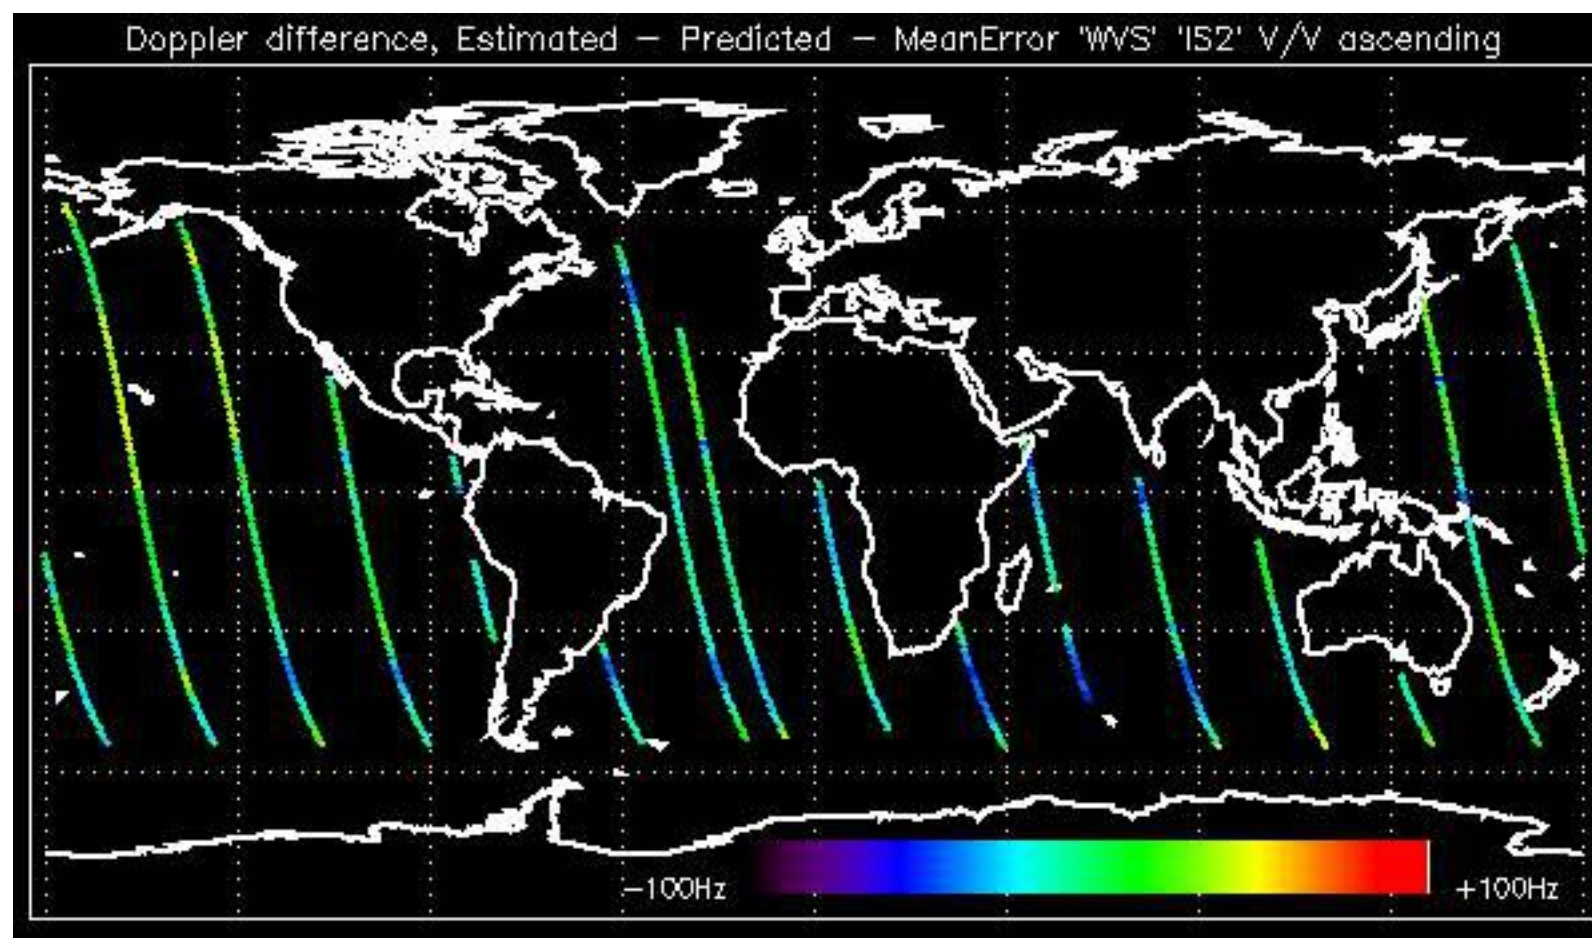 Doppler difference, Estimated – Predicted – MeanError 'WVS' 'IS2' V/V ascending
–100Hz +100Hz